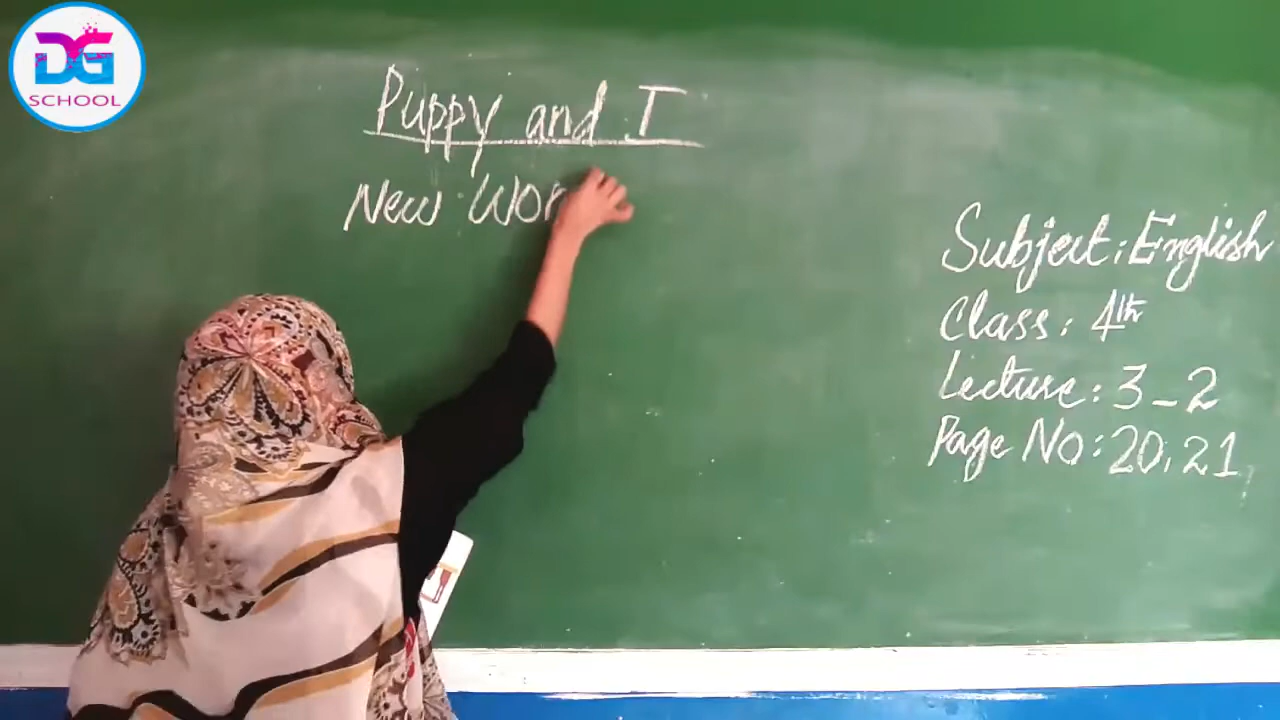 DG
SCHOOL
Puppy and I
New Wor
Subject: English
Class: 4th
Lecture: 3-2
Page No: 20,21